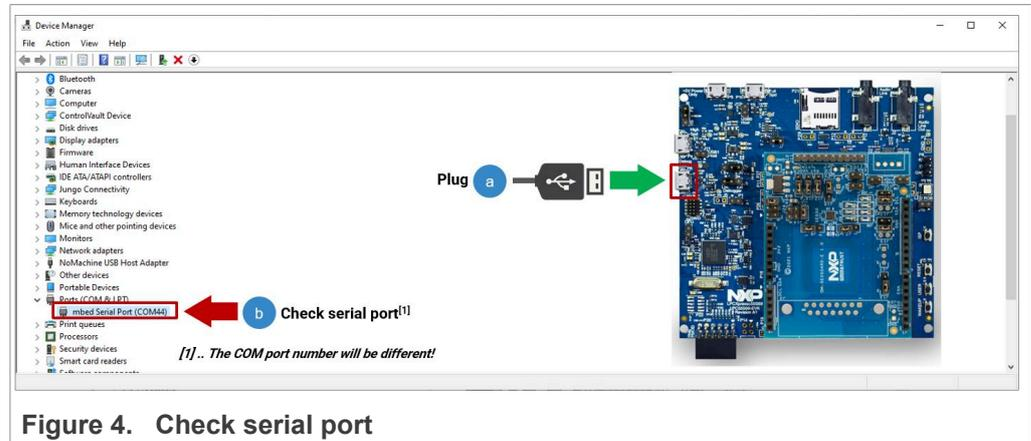 Device Manager
File Action View Help
Bluetooth
Cameras
Computer
ControlVault Device
Disk drives
Display adapters
Firmware
Human Interface Devices
IDE ATA/ATAPI controllers
Jungo Connectivity
Keyboards
Memory technology devices
Mice and other pointing devices
Monitors
Network adapters
NoMachine USB Host Adapter
Other devices
Portable Devices
Ports (COM & LPT)
mbed Serial Port (COM44)
Print queues
Processors
Security devices
Smart card readers
Software components
Plug a
b Check serial port[1]
[1] .. The COM port number will be different!
NXP
NXP
Figure 4. Check serial port